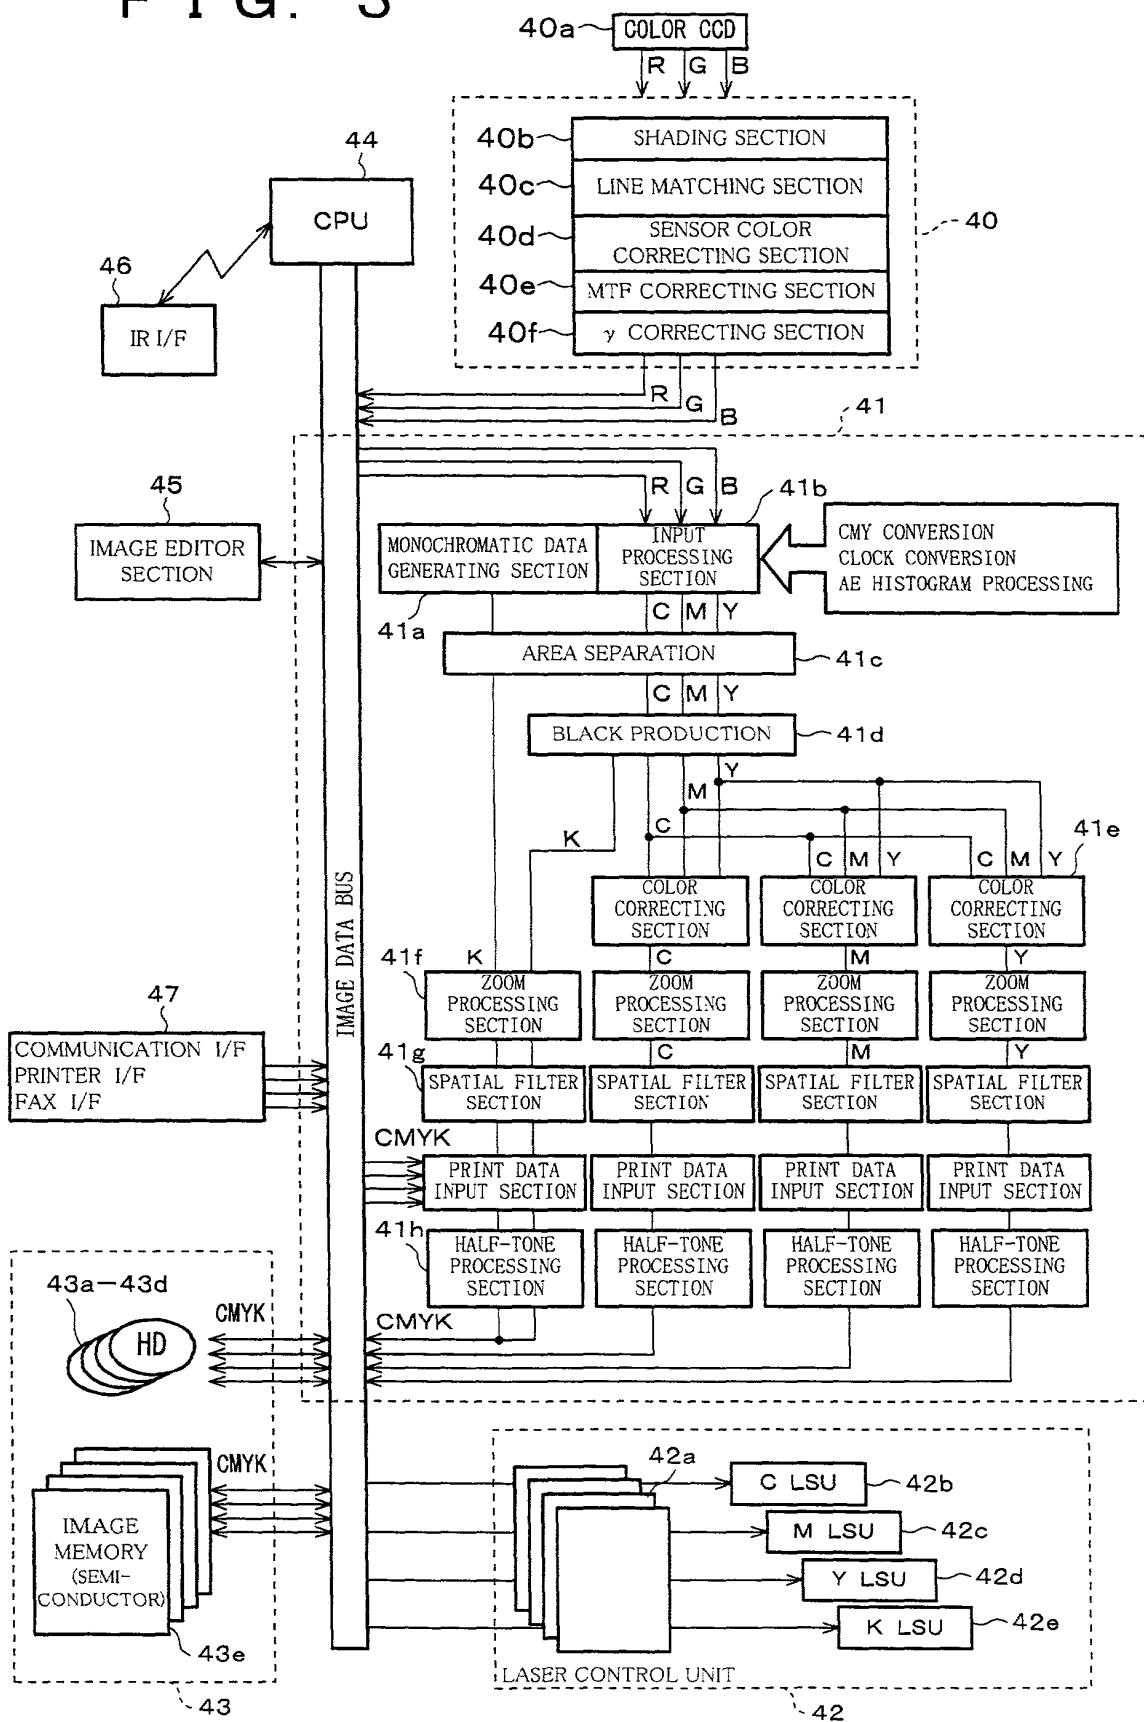 FIG. 3
40a
COLOR CCD
R G B
40b
SHADING SECTION
40c
LINE MATCHING SECTION
40d
SENSOR COLOR
CORRECTING SECTION
40e
MTF CORRECTING SECTION
40f
γ CORRECTING SECTION
40
44
CPU
46
IR I/F
R
G
B
41
45
IMAGE EDITOR
SECTION
R G B
41b
MONOCHROMATIC DATA
GENERATING SECTION
INPUT
PROCESSING
SECTION
CMY CONVERSION
CLOCK CONVERSION
AE HISTOGRAM PROCESSING
41a
C M Y
AREA SEPARATION
41c
C M Y
BLACK PRODUCTION
41d
Y
M
C
K
C M Y
C M Y
41e
COLOR
CORRECTING
SECTION
COLOR
CORRECTING
SECTION
COLOR
CORRECTING
SECTION
IMAGE DATA BUS
K
C
M
Y
41f
ZOOM
PROCESSING
SECTION
ZOOM
PROCESSING
SECTION
ZOOM
PROCESSING
SECTION
ZOOM
PROCESSING
SECTION
47
COMMUNICATION I/F
PRINTER I/F
FAX I/F
C
M
Y
41g
SPATIAL FILTER
SECTION
SPATIAL FILTER
SECTION
SPATIAL FILTER
SECTION
SPATIAL FILTER
SECTION
CMYK
PRINT DATA
INPUT SECTION
PRINT DATA
INPUT SECTION
PRINT DATA
INPUT SECTION
PRINT DATA
INPUT SECTION
41h
HALF-TONE
PROCESSING
SECTION
HALF-TONE
PROCESSING
SECTION
HALF-TONE
PROCESSING
SECTION
HALF-TONE
PROCESSING
SECTION
43a-43d
HD
CMYK
CMYK
CMYK
IMAGE
MEMORY
(SEMI-
CONDUCTOR)
43e
43
42a
C LSU
42b
M LSU
42c
Y LSU
42d
K LSU
42e
LASER CONTROL UNIT
42